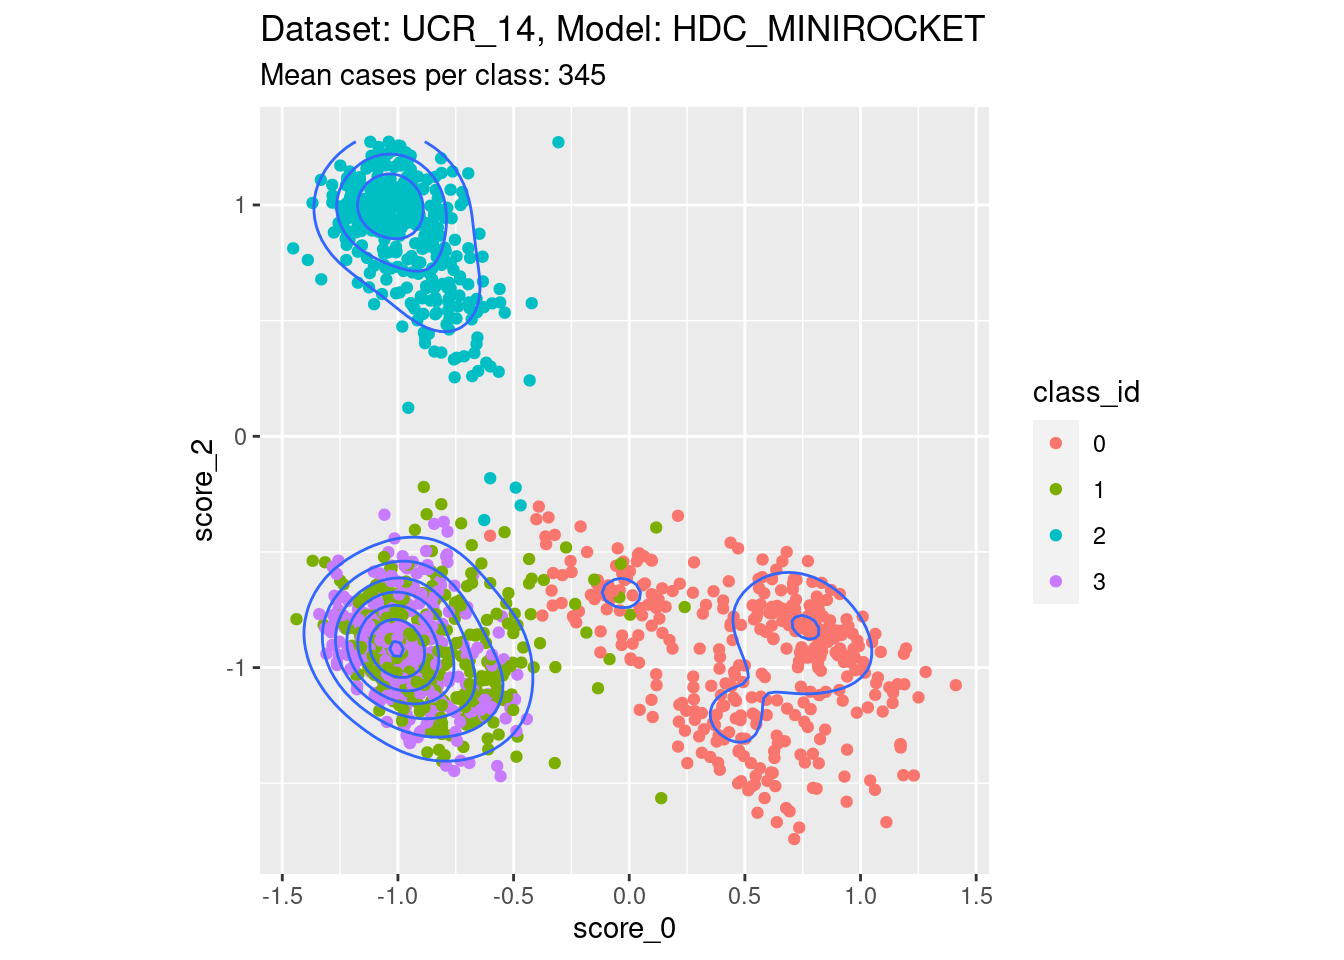 Dataset: UCR_14, Model: HDC_MINIROCKET
Mean cases per class: 345
score_2
1
0
-1
-1.5 -1.0 -0.5 0.0 0.5 1.0 1.5
score_0
class_id
0
1
2
3